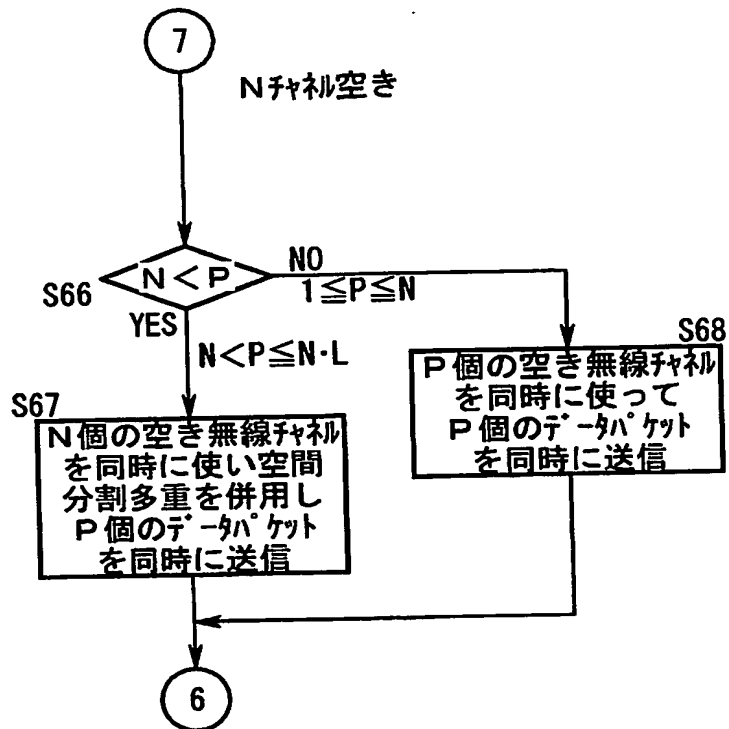 7
Nチャネル空き
N<P
NO
1≦P≦N
S66
YES
N<P≦N·L
S68
P個の空き無線チャネル
を同時に使って
P個のデータパケット
を同時に送信
S67
N個の空き無線チャネル
を同時に使い空間
分割多重を併用し
P個のデータパケット
を同時に送信
6